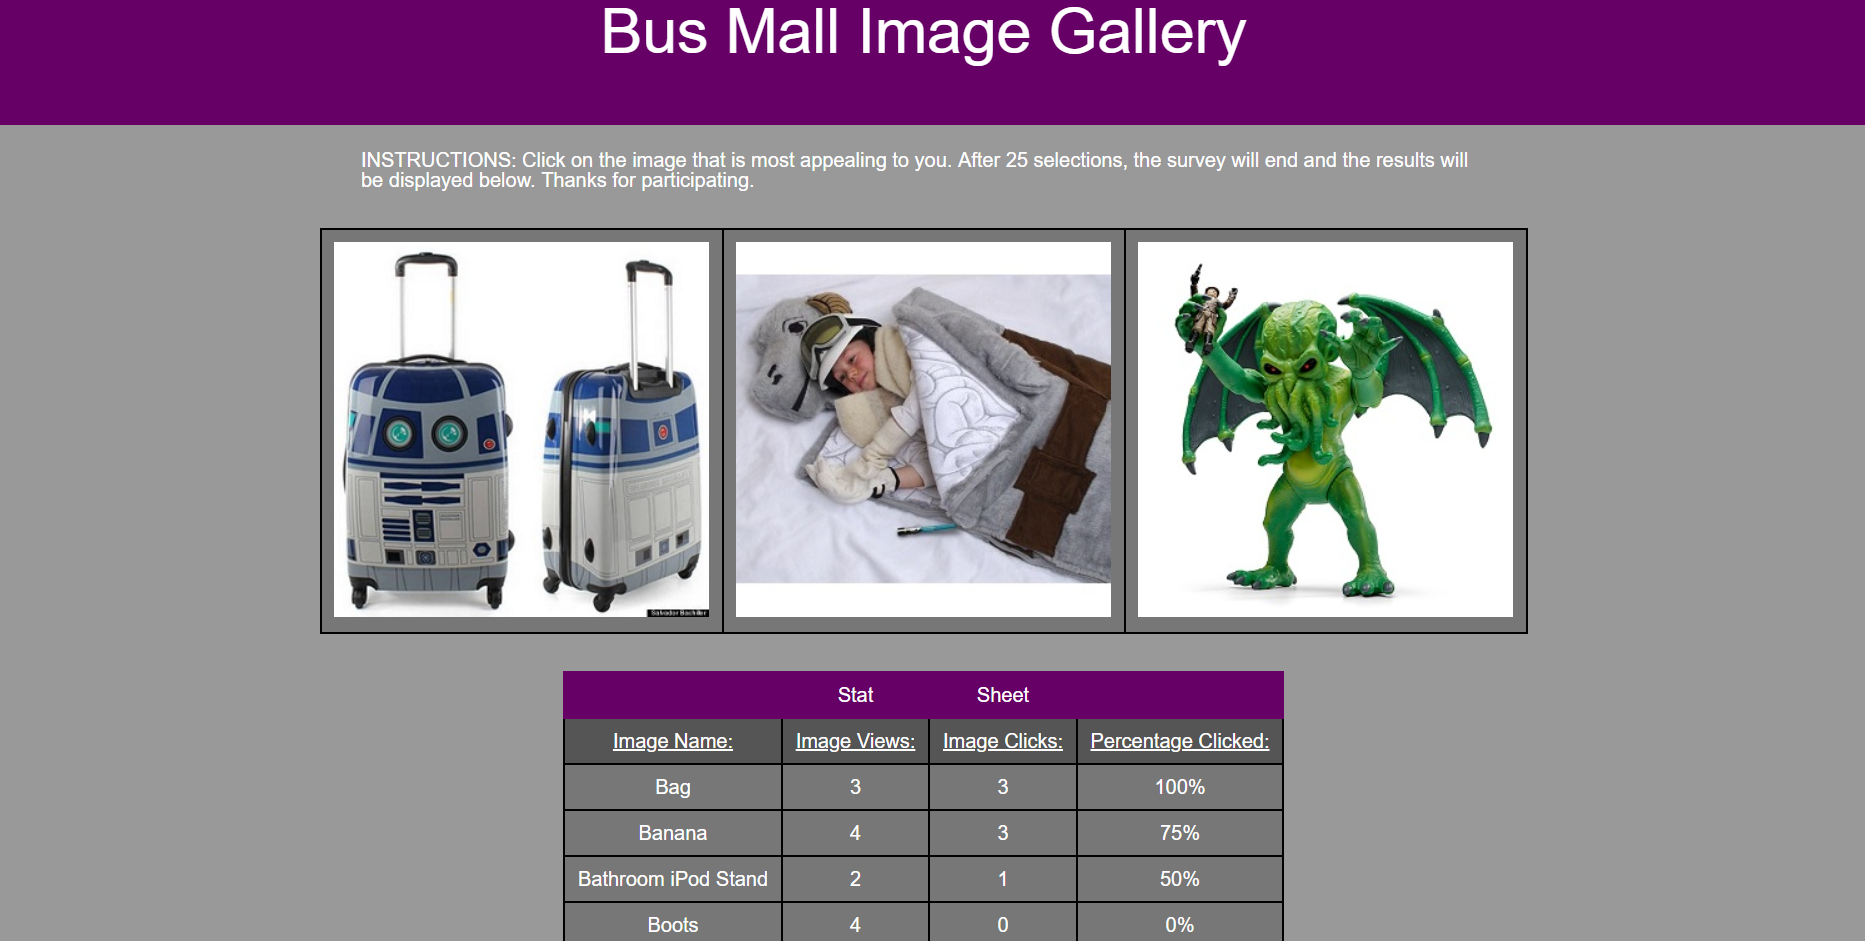 Bus Mall Image Gallery
INSTRUCTIONS: Click on the image that is most appealing to you. After 25 selections, the survey will end and the results will
be displayed below. Thanks for participating.
Salvador Bachiller
Stat Sheet
Image Name: Image Views: Image Clicks: Percentage Clicked:
Bag 3 3 100%
Banana 4 3 75%
Bathroom iPod Stand 2 1 50%
Boots 4 0 0%